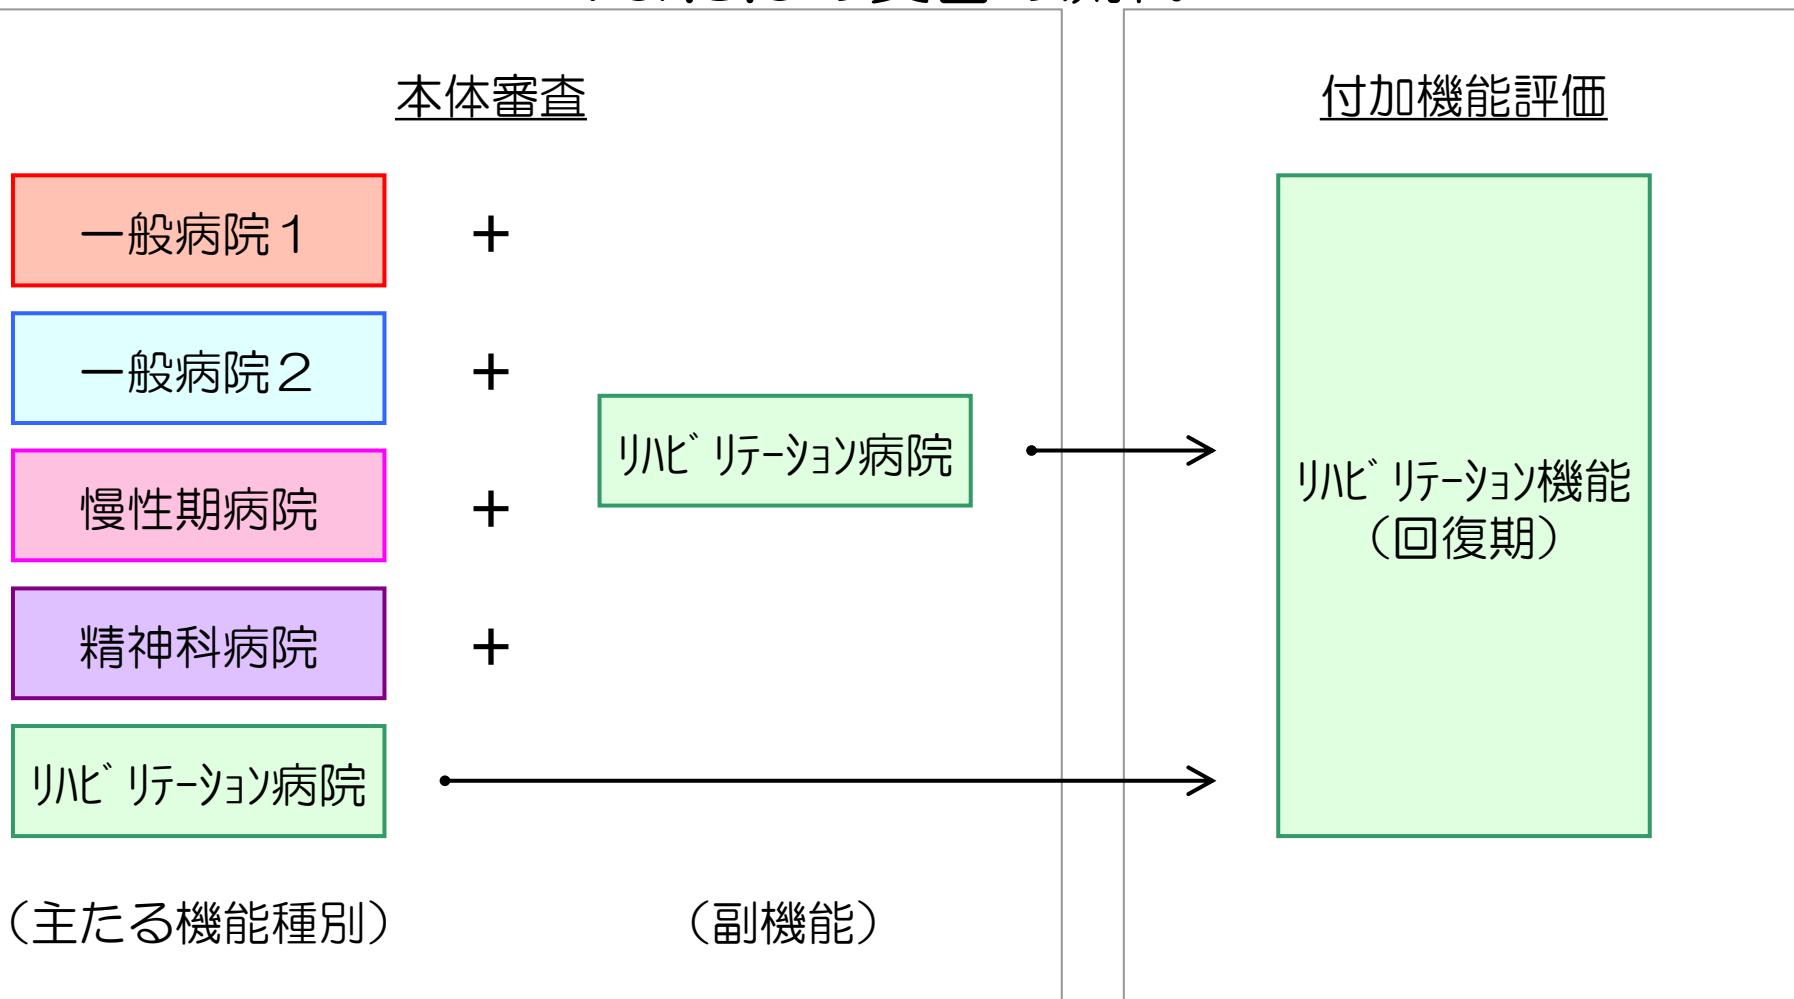 本体審査
付加機能評価
一般病院１
+
一般病院２
+
慢性期病院
+
精神科病院
+
ﾘﾊﾋﾞﾘﾃｰｼｮﾝ病院
ﾘﾊﾋﾞﾘﾃｰｼｮﾝ病院
ﾘﾊﾋﾞﾘﾃｰｼｮﾝ機能
（回復期）
（主たる機能種別）
（副機能）